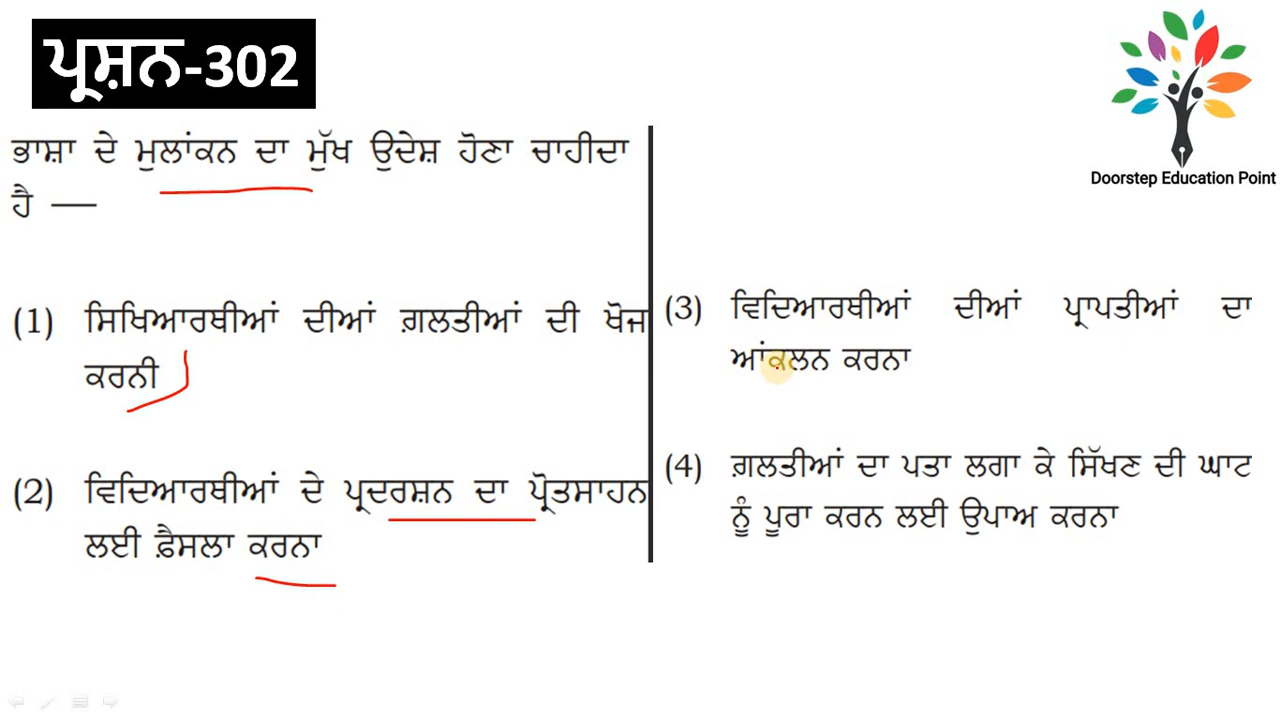 ਪ੍ਰਸ਼ਨ-302
Doorstep Education Point
ਭਾਸ਼ਾ ਦੇ ਮੁਲਾਂਕਨ ਦਾ ਮੁੱਖ ਉਦੇਸ਼ ਹੋਣਾ ਚਾਹੀਦਾ
ਹੈ —
(1) ਸਿਖਿਆਰਥੀਆਂ ਦੀਆਂ ਗ਼ਲਤੀਆਂ ਦੀ ਖੋਜ
ਕਰਨੀ
(2) ਵਿਦਿਆਰਥੀਆਂ ਦੇ ਪ੍ਰਦਰਸ਼ਨ ਦਾ ਪ੍ਰੋਤਸਾਹਨ
ਲਈ ਫ਼ੈਸਲਾ ਕਰਨਾ
(3) ਵਿਦਿਆਰਥੀਆਂ ਦੀਆਂ ਪ੍ਰਾਪਤੀਆਂ ਦਾ
ਆਂਕਲਨ ਕਰਨਾ
(4) ਗ਼ਲਤੀਆਂ ਦਾ ਪਤਾ ਲਗਾ ਕੇ ਸਿੱਖਣ ਦੀ ਘਾਟ
ਨੂੰ ਪੂਰਾ ਕਰਨ ਲਈ ਉਪਾਅ ਕਰਨਾ